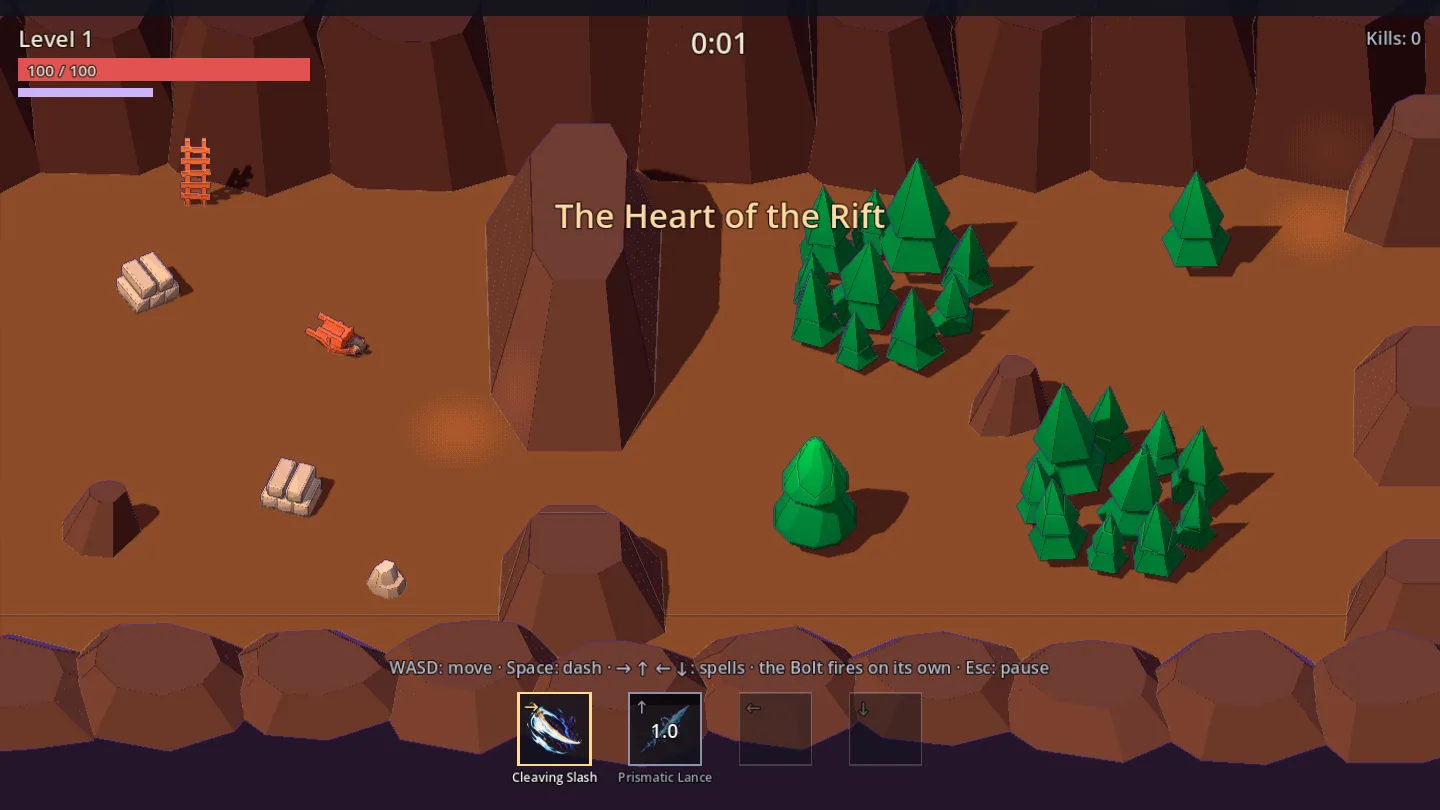 Level 1
0:01
Kills: 0
100 / 100
The Heart of the Rift
WASD: move · Space: dash · → ↑ ← ↓: spells · the Bolt fires on its own · Esc: pause
→ ↑ ← ↓
1.0
Cleaving Slash
Prismatic Lance